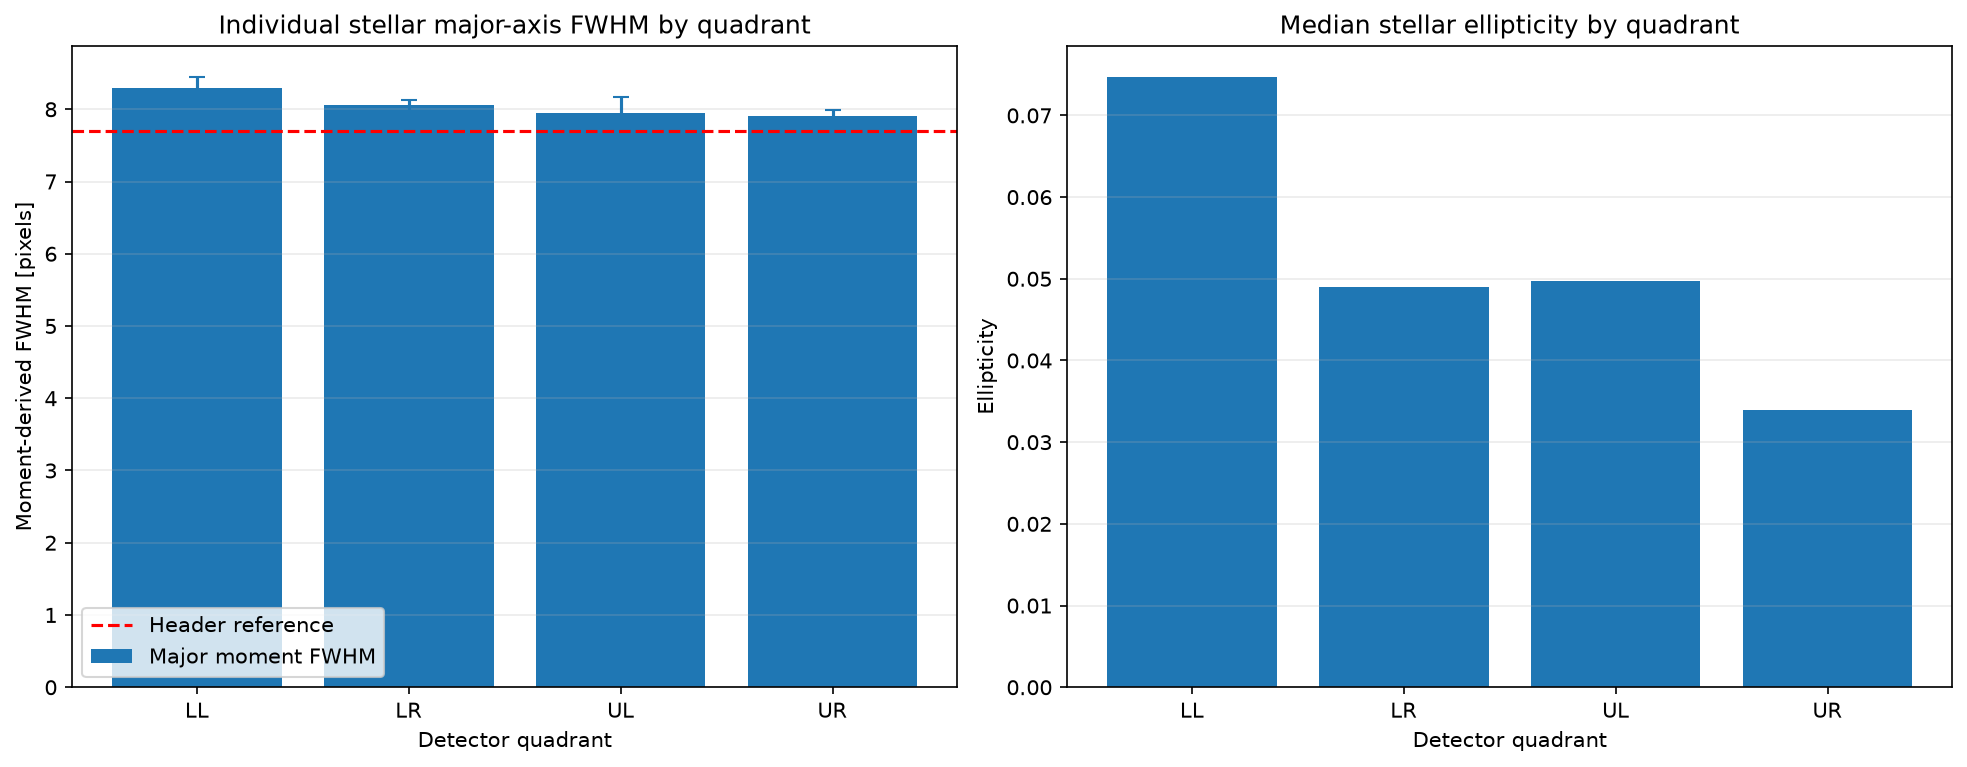 Individual stellar major-axis FWHM by quadrant
Moment-derived FWHM [pixels]
8
7
6
5
4
3
2
1
0
Header reference
Major moment FWHM
LL
LR
UL
UR
Detector quadrant
Median stellar ellipticity by quadrant
Ellipticity
0.07
0.06
0.05
0.04
0.03
0.02
0.01
0.00
LL
LR
UL
UR
Detector quadrant